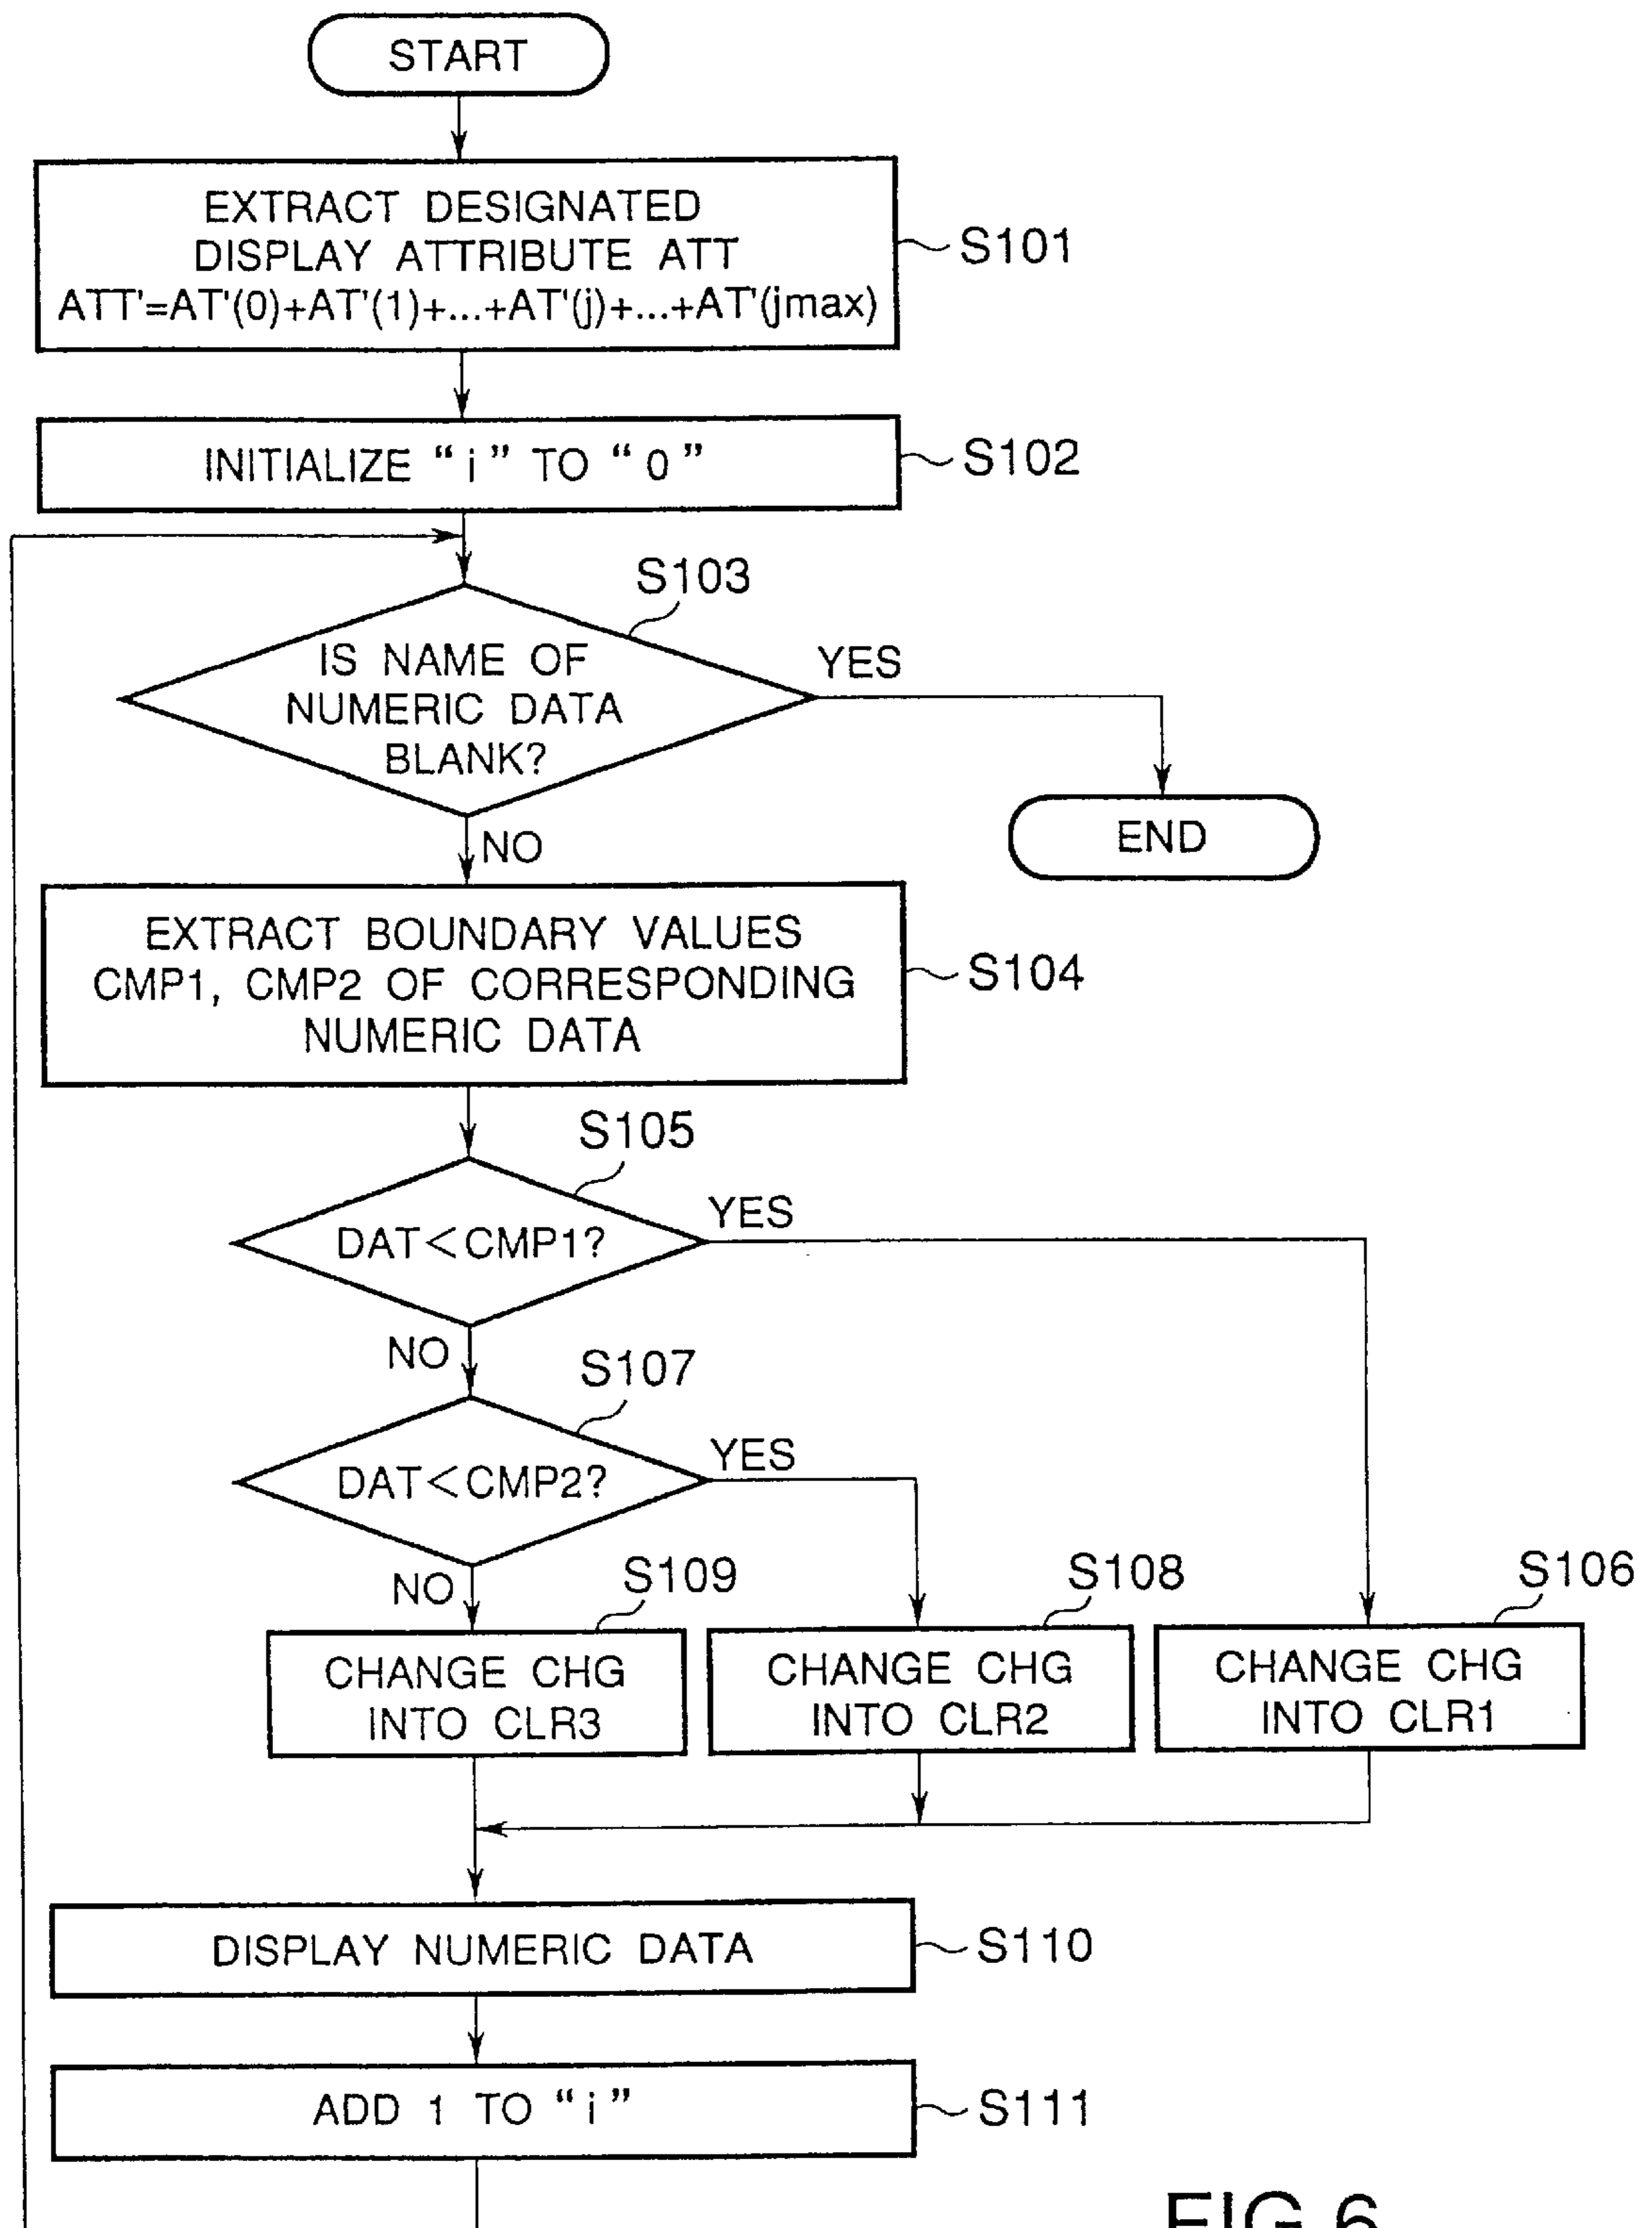 START
EXTRACT DESIGNATED
DISPLAY ATTRIBUTE ATT
ATT'=AT'(0)+AT'(1)+...+AT'(j)+...+AT'(jmax)
S101
INITIALIZE “ i ” TO “ 0 ”
S102
S103
IS NAME OF
NUMERIC DATA
BLANK?
YES
END
NO
EXTRACT BOUNDARY VALUES
CMP1, CMP2 OF CORRESPONDING
NUMERIC DATA
S104
S105
DAT<CMP1?
YES
NO
S107
DAT<CMP2?
YES
NO
S109
CHANGE CHG
INTO CLR3
S108
CHANGE CHG
INTO CLR2
S106
CHANGE CHG
INTO CLR1
DISPLAY NUMERIC DATA
S110
ADD 1 TO “ i ”
S111
FIG.6